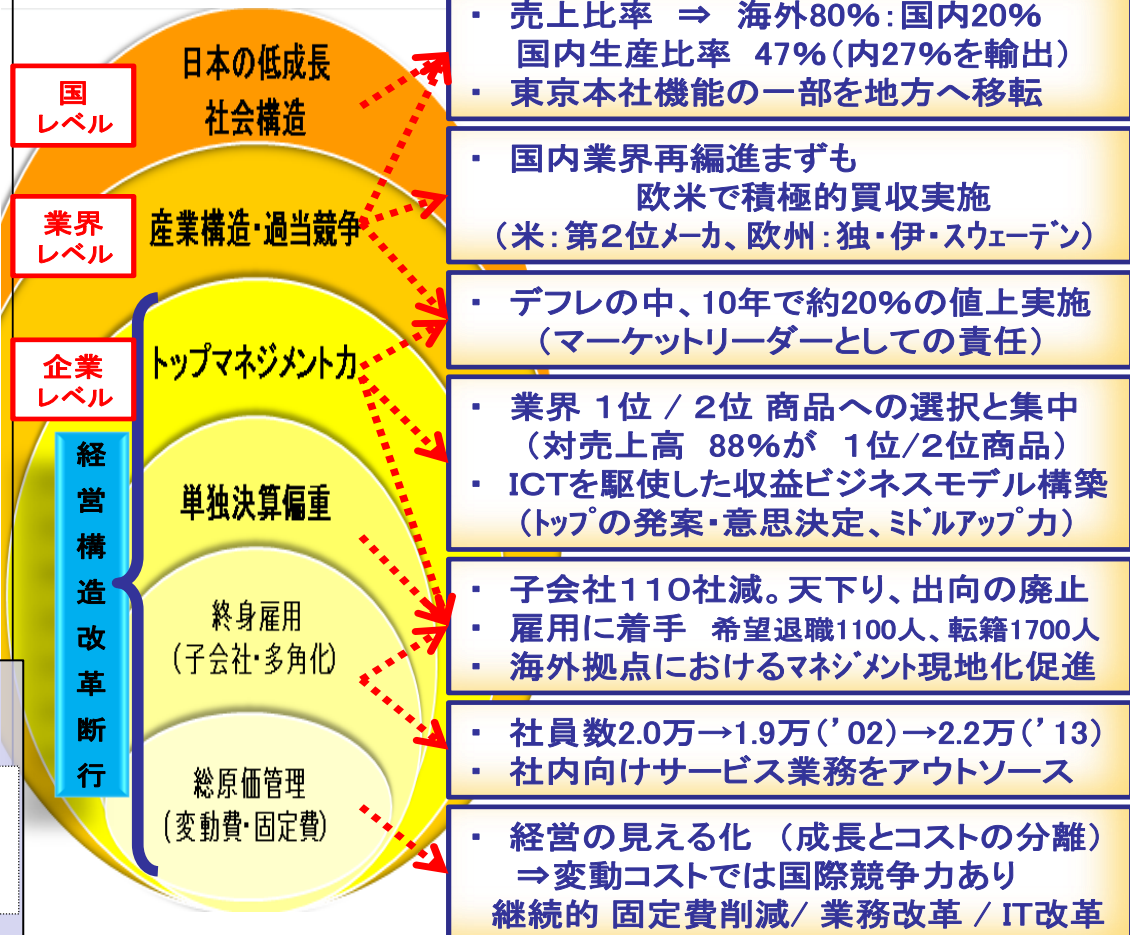 国
レベル
業界
レベル
企業
レベル
経
営
構
造
改
革
断
行
日本の低成長
社会構造
産業構造・過当競争
トップマネジメント力
単独決算偏重
終身雇用
(子会社・多角化)
総原価管理
(変動費・固定費)
・ 売上比率 ⇒ 海外80%:国内20%
国内生産比率 47%(内27%を輸出)
・ 東京本社機能の一部を地方へ移転
・ 国内業界再編進まずも
欧米で積極的買収実施
(米:第2位メーカ、欧州:独・伊・スウェーデン)
・ デフレの中、10年で約20%の値上実施
(マーケットリーダーとしての責任)
・ 業界 1位 / 2位 商品への選択と集中
(対売上高 88%が 1位/2位商品)
・ ICTを駆使した収益ビジネスモデル構築
(トップの発案・意思決定、ミドルアップ力)
・ 子会社110社減。天下り、出向の廃止
・ 雇用に着手 希望退職1100人、転籍1700人
・ 海外拠点におけるマネジメント現地化促進
・ 社員数2.0万→1.9万('02)→2.2万('13)
・ 社内向けサービス業務をアウトソース
・ 経営の見える化 (成長とコストの分離)
⇒変動コストでは国際競争力あり
継続的 固定費削減/ 業務改革 / IT改革